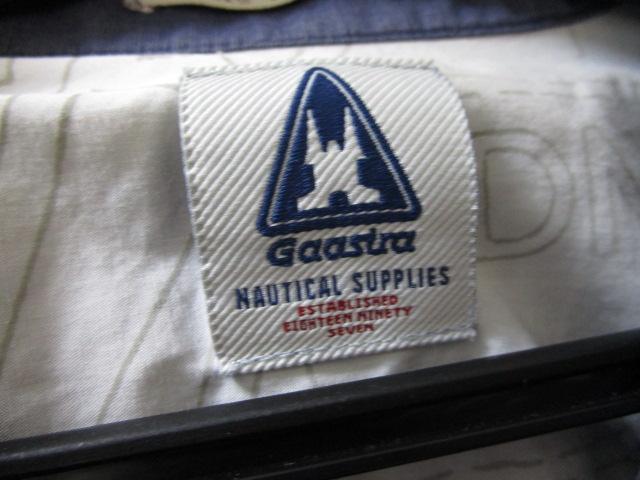 Gaastra
NAUTICAL SUPPLIES
ESTABLISHED
EIGHTEEN NINETY
SEVEN